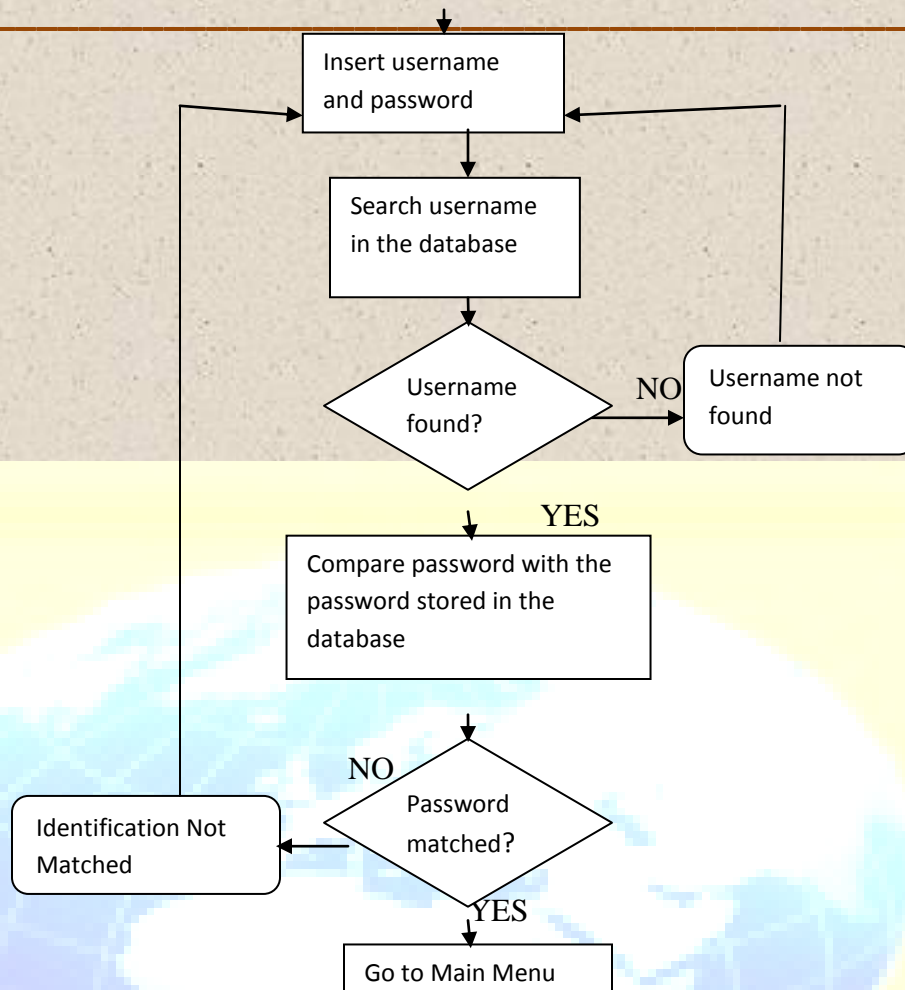 Insert username
and password
Search username
in the database
Username
found?
NO
Username not
found
YES
Compare password with the
password stored in the
database
NO
Password
matched?
Identification Not
Matched
YES
Go to Main Menu